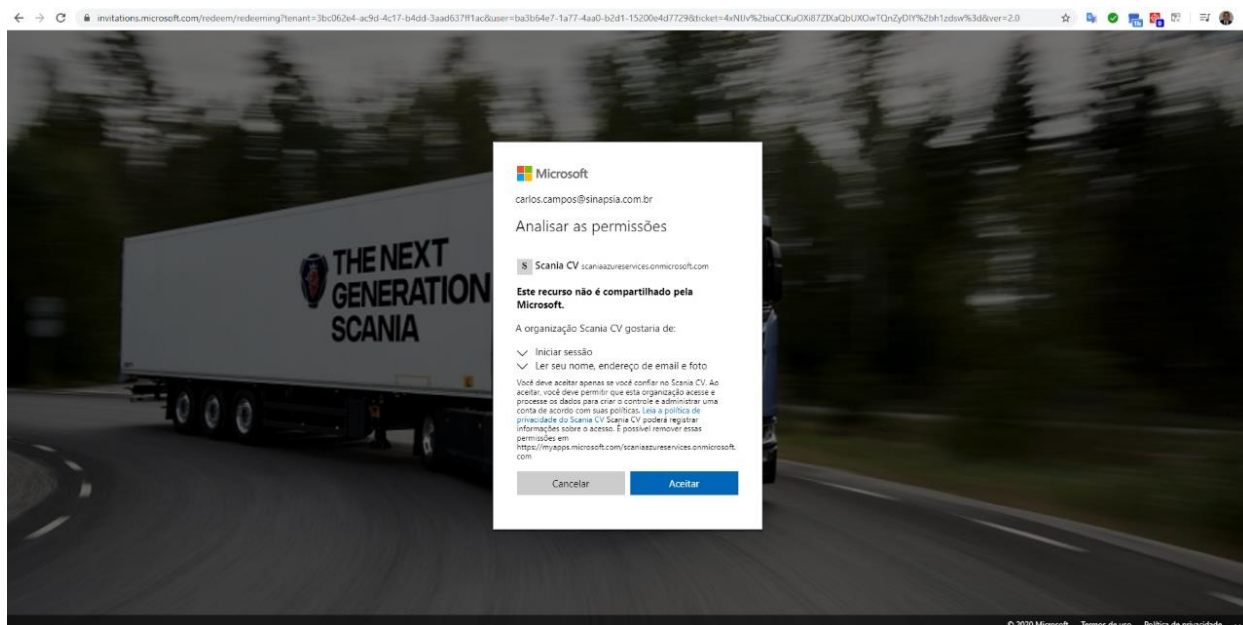 invitations.microsoft.com/redeem/redeeming?tenant=3bc062e4-ac9d-4c17-b4dd-3aad637ff1ac&user=ba3b64e7-1a77-4aa0-b2d1-15200e4d7729&ticket=4xNIJv%2biaCCKuOXi87ZIXaQbUXOwTQnZyDIY%2bh1zdsw%3d&ver=2.0
THE NEXT
GENERATION
SCANIA
Microsoft
carlos.campos@sinapsia.com.br
Analisar as permissões
S Scania CV scaniaazureservices.onmicrosoft.com
Este recurso não é compartilhado pela
Microsoft.
A organização Scania CV gostaria de:
Iniciar sessão
Ler seu nome, endereço de email e foto
Você deve aceitar apenas se você confiar no Scania CV. Ao
aceitar, você deve permitir que esta organização acesse e
processe os dados para criar o controle e administrar uma
conta de acordo com suas políticas. Leia a política de
privacidade do Scania CV Scania CV poderá registrar
informações sobre o acesso. É possível remover essas
permissões em
https://myapps.microsoft.com/scaniaazureservices.onmicrosoft.
com
Cancelar Aceitar
© 2020 Microsoft Termos de uso Política de privacidade ...